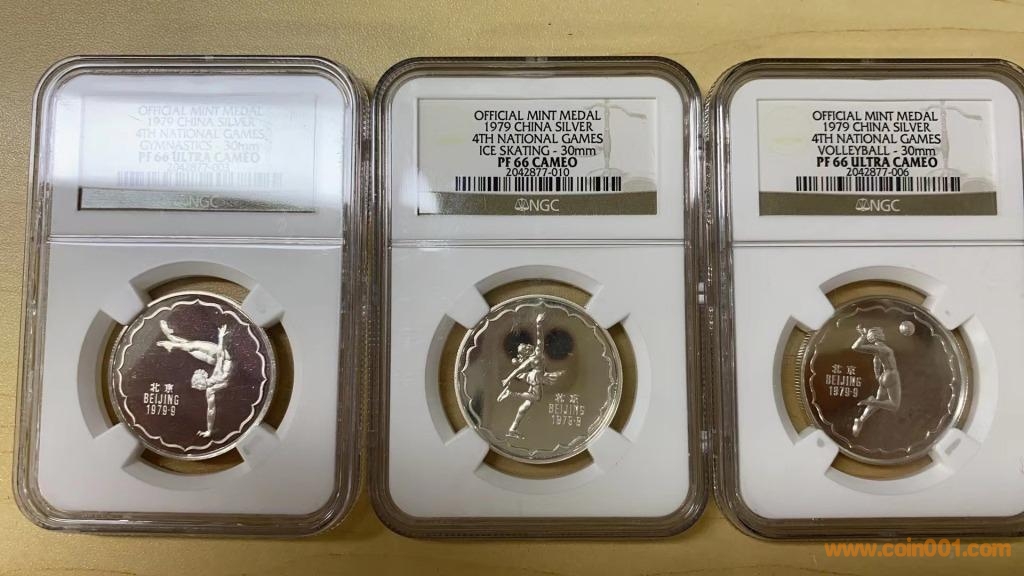 OFFICIAL MINT MEDAL
1979 CHINA SILVER
4TH NATIONAL GAMES
GYMNASTICS - 30mm
PF 66 ULTRA CAMEO
NGC
北京
BEIJING
1979·9
OFFICIAL MINT MEDAL
1979 CHINA SILVER
4TH NATIONAL GAMES
ICE SKATING - 30mm
PF 66 CAMEO
2042877-010
NGC
北京
BEIJING
1979·9
OFFICIAL MINT MEDAL
1979 CHINA SILVER
4TH NATIONAL GAMES
VOLLEYBALL - 30mm
PF 66 ULTRA CAMEO
2042877-006
NGC
北京
BEIJING
1979·9
www.coin001.com